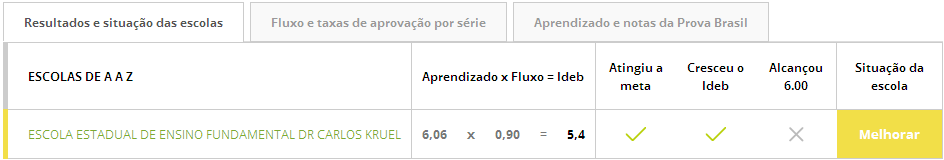 Resultados e situação das escolas Fluxo e taxas de aprovação por série Aprendizado e notas da Prova Brasil
ESCOLAS DE A A Z Aprendizado x Fluxo = Ideb Atingiu a meta Cresceu o Ideb Alcançou 6.00 Situação da escola
ESCOLA ESTADUAL DE ENSINO FUNDAMENTAL DR CARLOS KRUEL 6,06 x 0,90 = 5,4 Melhorar